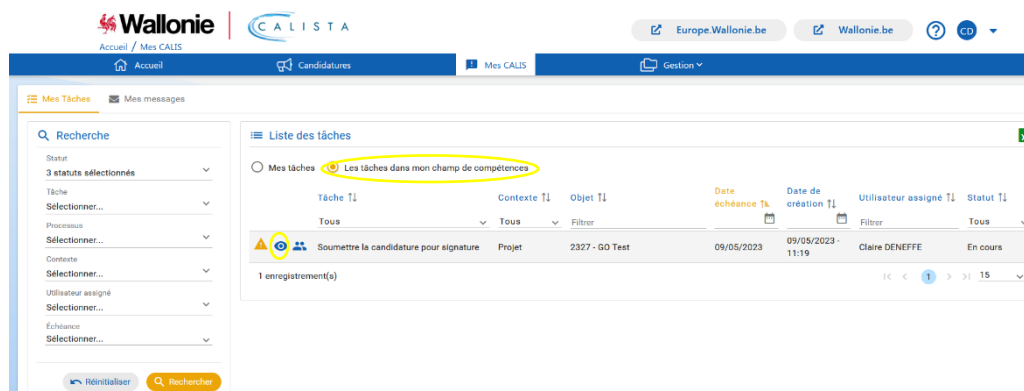 Wallonie
CALISTA
Europe.Wallonie.be
Wallonie.be
?
CD
Accueil / Mes CALIS
Accueil
Candidatures
Mes CALIS
Gestion
Mes Tâches
Mes messages
Recherche
Statut
3 statuts sélectionnés
Tâche
Sélectionner...
Processus
Sélectionner...
Contexte
Sélectionner...
Utilisateur assigné
Sélectionner...
Échéance
Sélectionner...
Réinitialiser
Rechercher
Liste des tâches
Mes tâches
Les tâches dans mon champ de compétences
Tâche
Contexte
Objet
Date échéance
Date de création
Utilisateur assigné
Statut
Tous
Tous
Filtrer
Filtrer
Tous
Soumettre la candidature pour signature
Projet
2327 - GO Test
09/05/2023
09/05/2023 - 11:19
Claire DENEFFE
En cours
1 enregistrement(s)
1
15